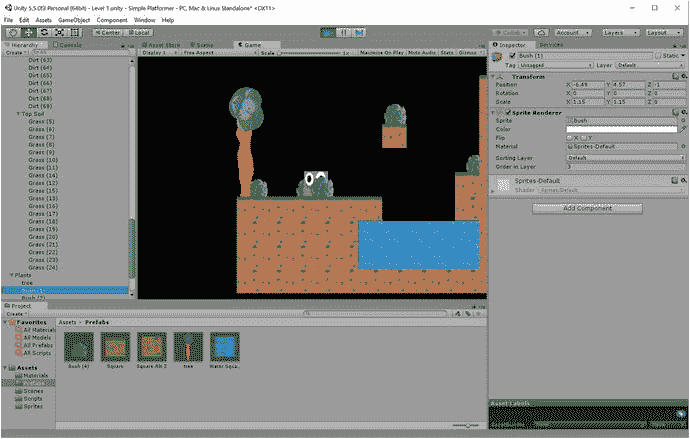 Unity 5.5.0f3 Personal (64bit) - Level 1.unity - Simple Platformer - PC, Mac & Linux Standalone* <DX11>
File Edit Assets GameObject Component Window Help
Center Local Collab Account Layers Layout
Hierarchy Console Asset Store Scene Game Inspector Services
Create Display 1 Free Aspect Scale 1x Maximize On Play Mute Audio Stats Gizmos
Bush (1) Static
Tag Untagged Layer Default
Transform
Position X -6.49 Y 4.57 Z -1
Rotation X 0 Y 0 Z 0
Scale X 1.15 Y 1.15 Z 1
Sprite Renderer
Sprite Bush
Color
Flip X Y
Material Sprites-Default
Sorting Layer Default
Order in Layer 3
Sprites-Default
Shader Sprites/Default
Add Component
Dirt (63)
Dirt (64)
Dirt (65)
Dirt (66)
Dirt (67)
Dirt (68)
Dirt (69)
Top Soil
Grass (5)
Grass (6)
Grass (7)
Grass (8)
Grass (9)
Grass (10)
Grass (11)
Grass (12)
Grass (13)
Grass (14)
Grass (15)
Grass (16)
Grass (17)
Grass (18)
Grass (19)
Grass (20)
Grass (21)
Grass (22)
Grass (23)
Grass (24)
Plants
tree
Bush (1)
Bush (2)
Project
Create
Favorites
All Materials
All Models
All Prefabs
All Scripts
Assets
Materials
Prefabs
Scenes
Scripts
Sprites
Assets Prefabs
Bush (4) Square Square Alt 2 tree Water Squa...
Asset Labels